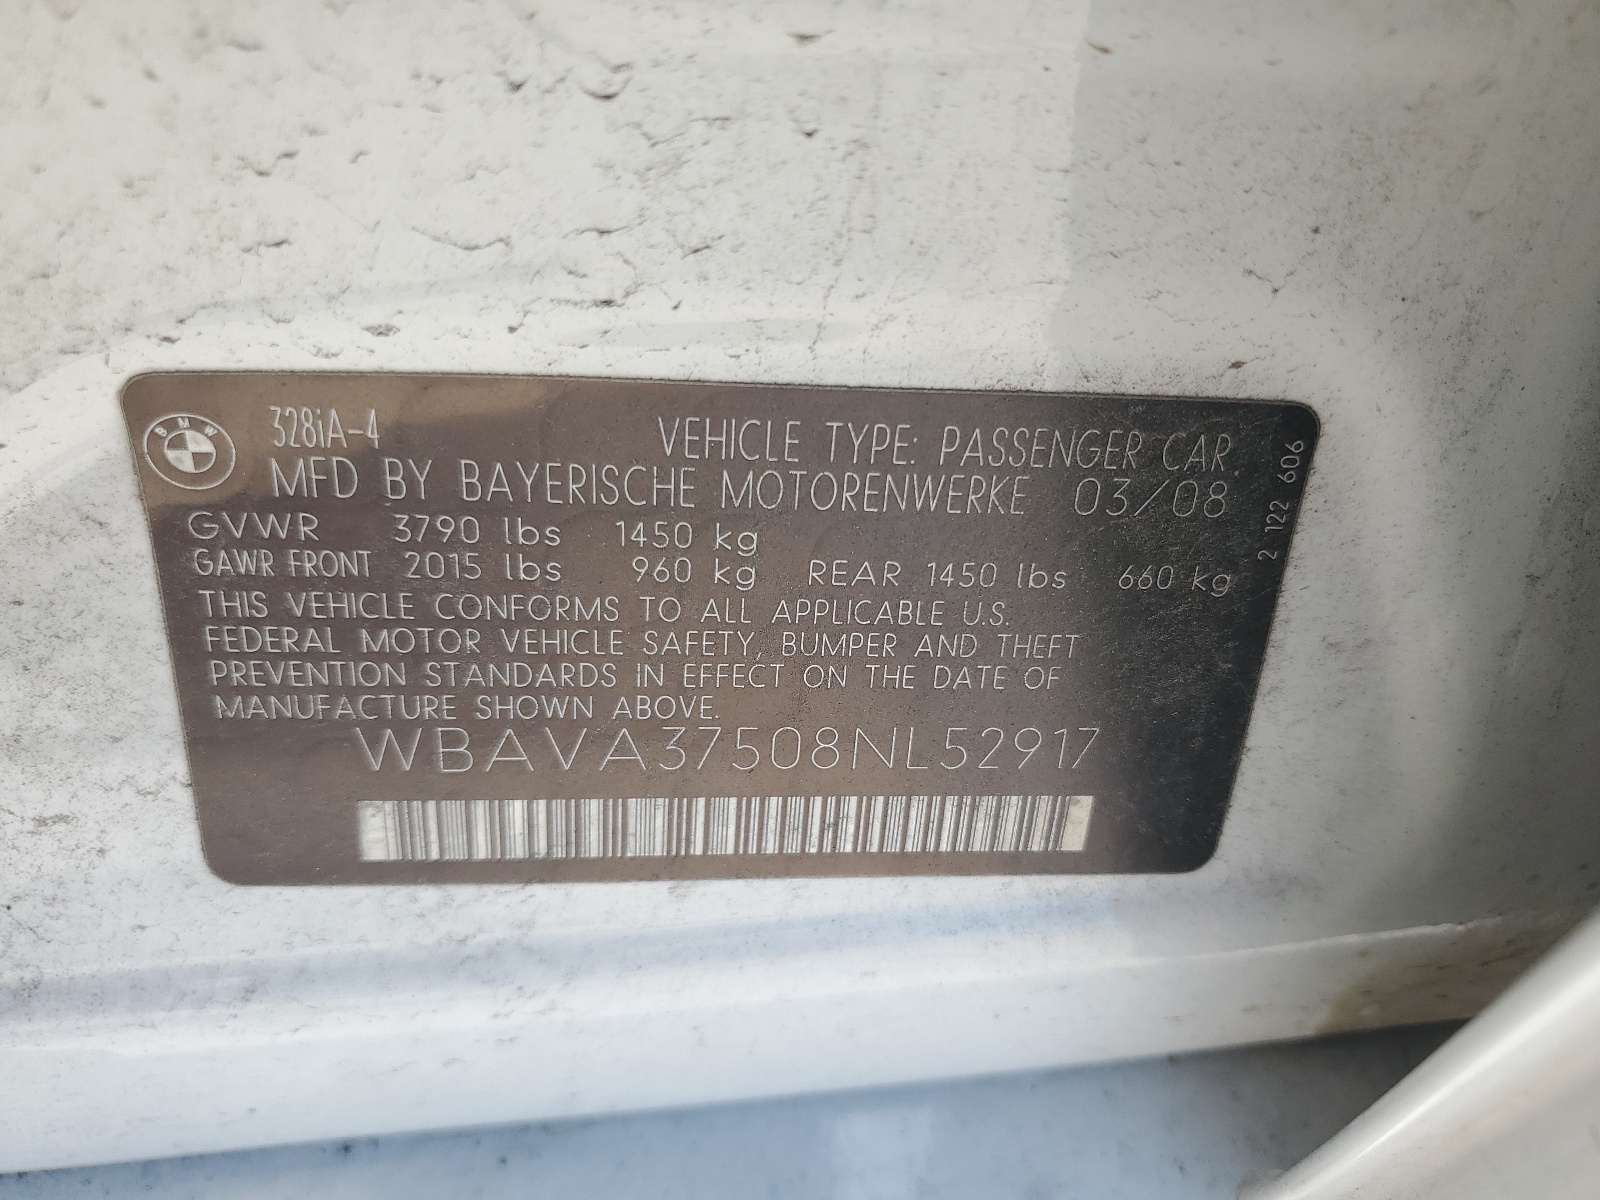 BMW
328iA-4
VEHICLE TYPE: PASSENGER CAR.
MFD BY BAYERISCHE MOTORENWERKE 03/08
GVWR 3790 lbs 1450 kg
GAWR FRONT 2015 lbs 960 kg REAR 1450 lbs 660 kg
THIS VEHICLE CONFORMS TO ALL APPLICABLE U.S.
FEDERAL MOTOR VEHICLE SAFETY, BUMPER AND THEFT
PREVENTION STANDARDS IN EFFECT ON THE DATE OF
MANUFACTURE SHOWN ABOVE.
WBAVA37508NL52917
2 122 606